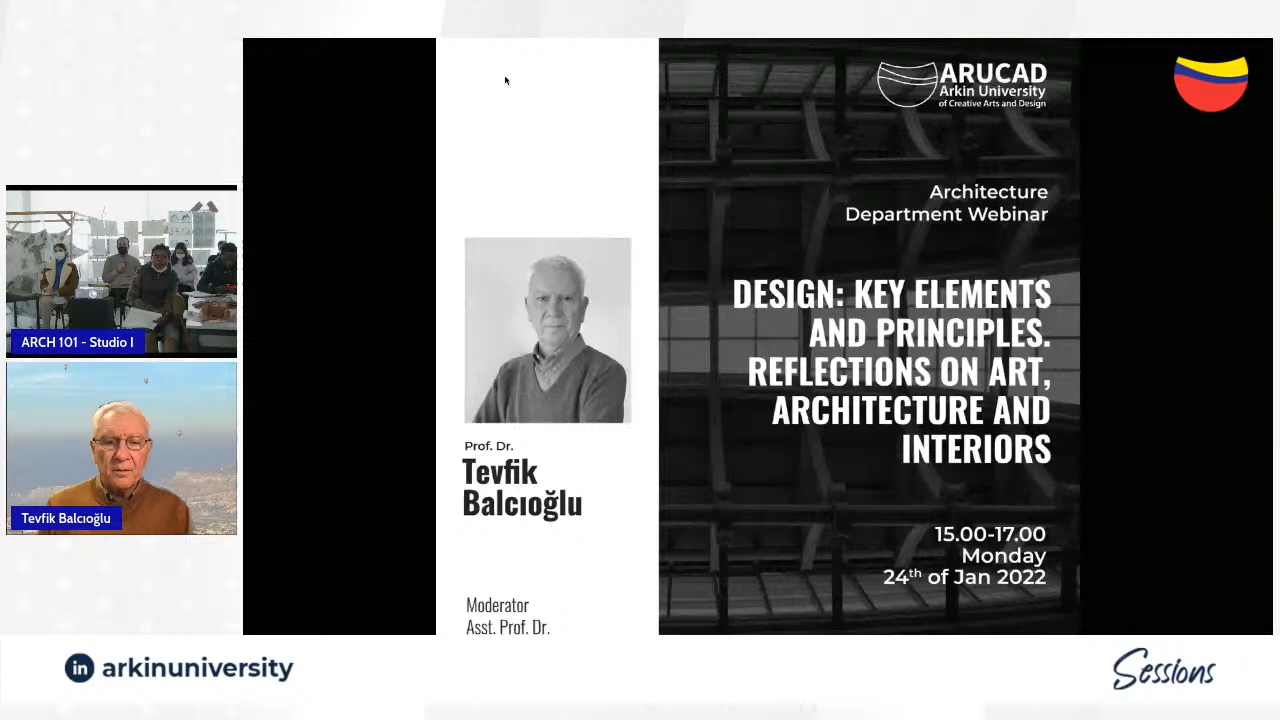 ARUCAD
Arkin University
of Creative Arts and Design
Architecture
Department Webinar
DESIGN: KEY ELEMENTS
AND PRINCIPLES.
REFLECTIONS ON ART,
ARCHITECTURE AND
INTERIORS
15.00-17.00
Monday
24th of Jan 2022
Prof. Dr.
Tevfik
Balcıoğlu
Moderator
Asst. Prof. Dr.
ARCH 101 - Studio I
Tevfik Balcıoğlu
in arkinuniversity
Sessions